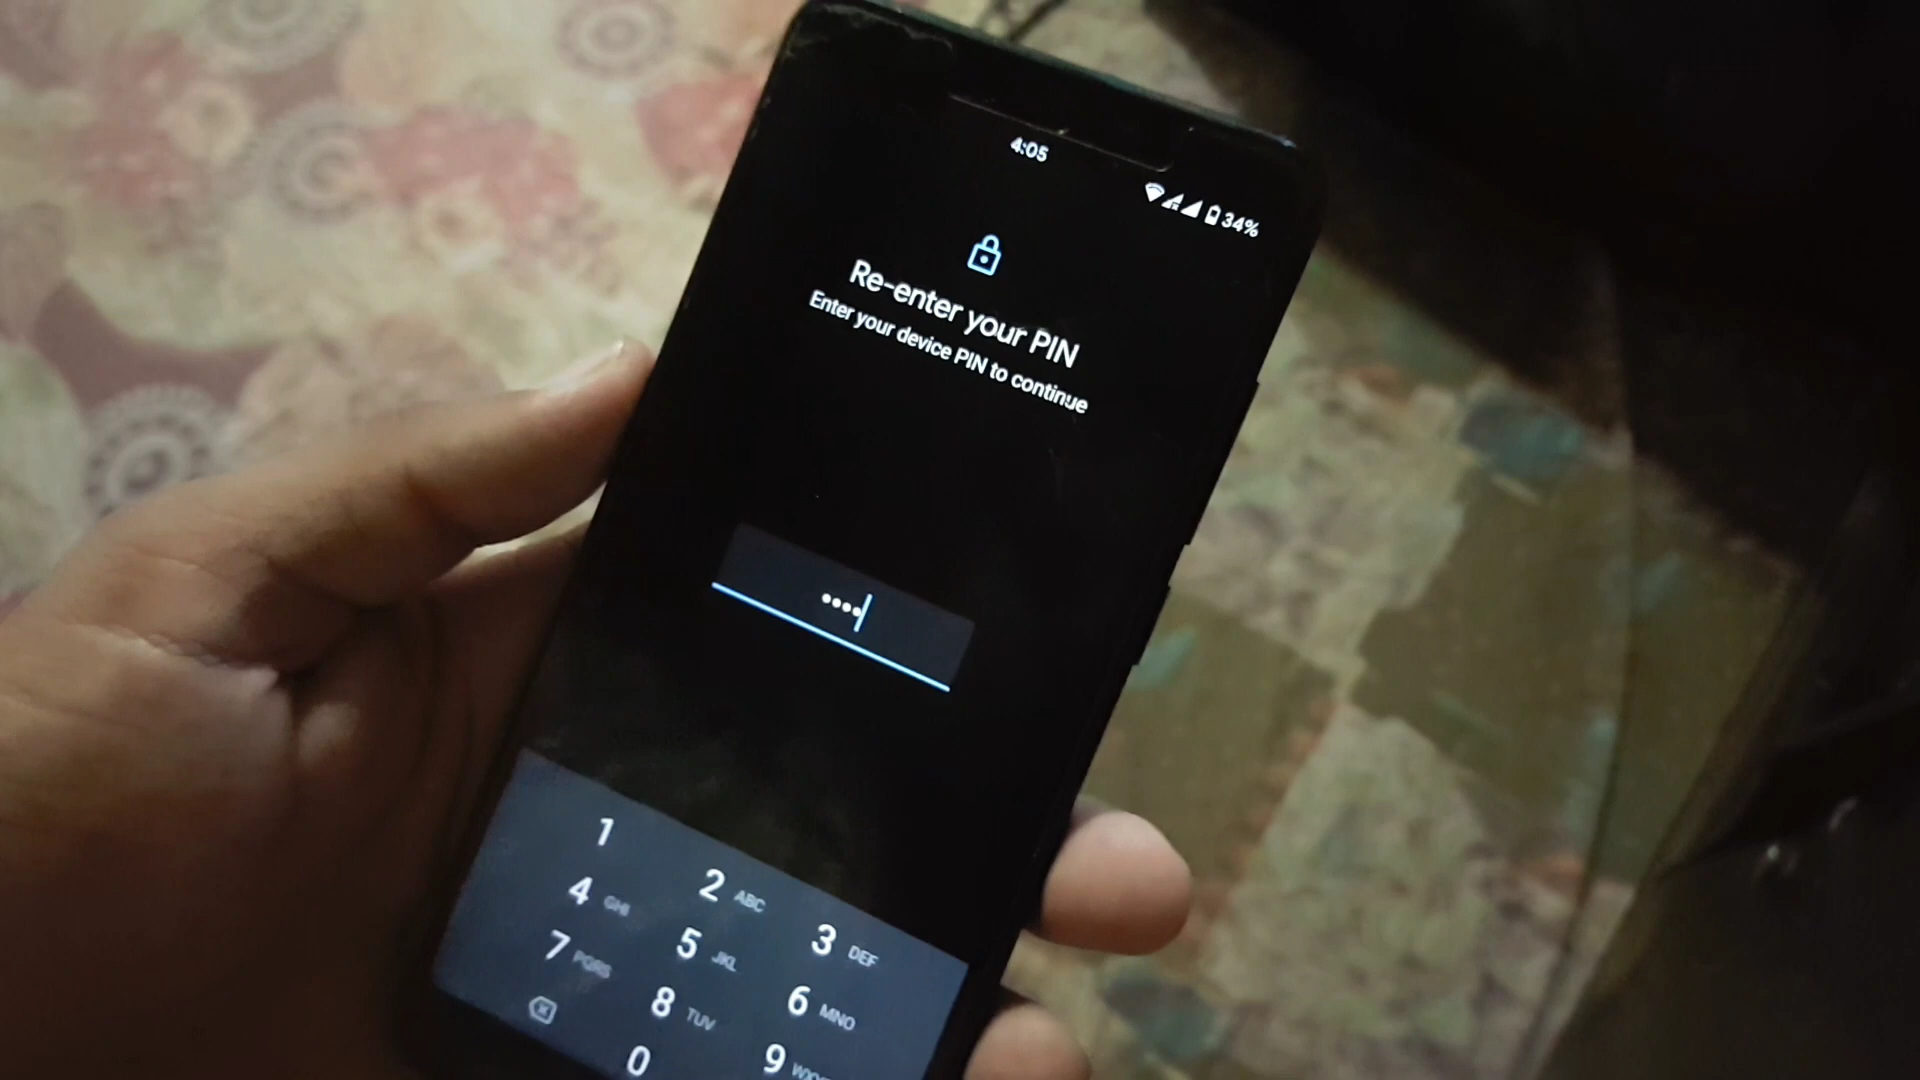 4:05
34%
Re-enter your PIN
Enter your device PIN to continue
1
2 ABC
3 DEF
4 GHI
5 JKL
6 MNO
7 PQRS
8 TUV
9
0